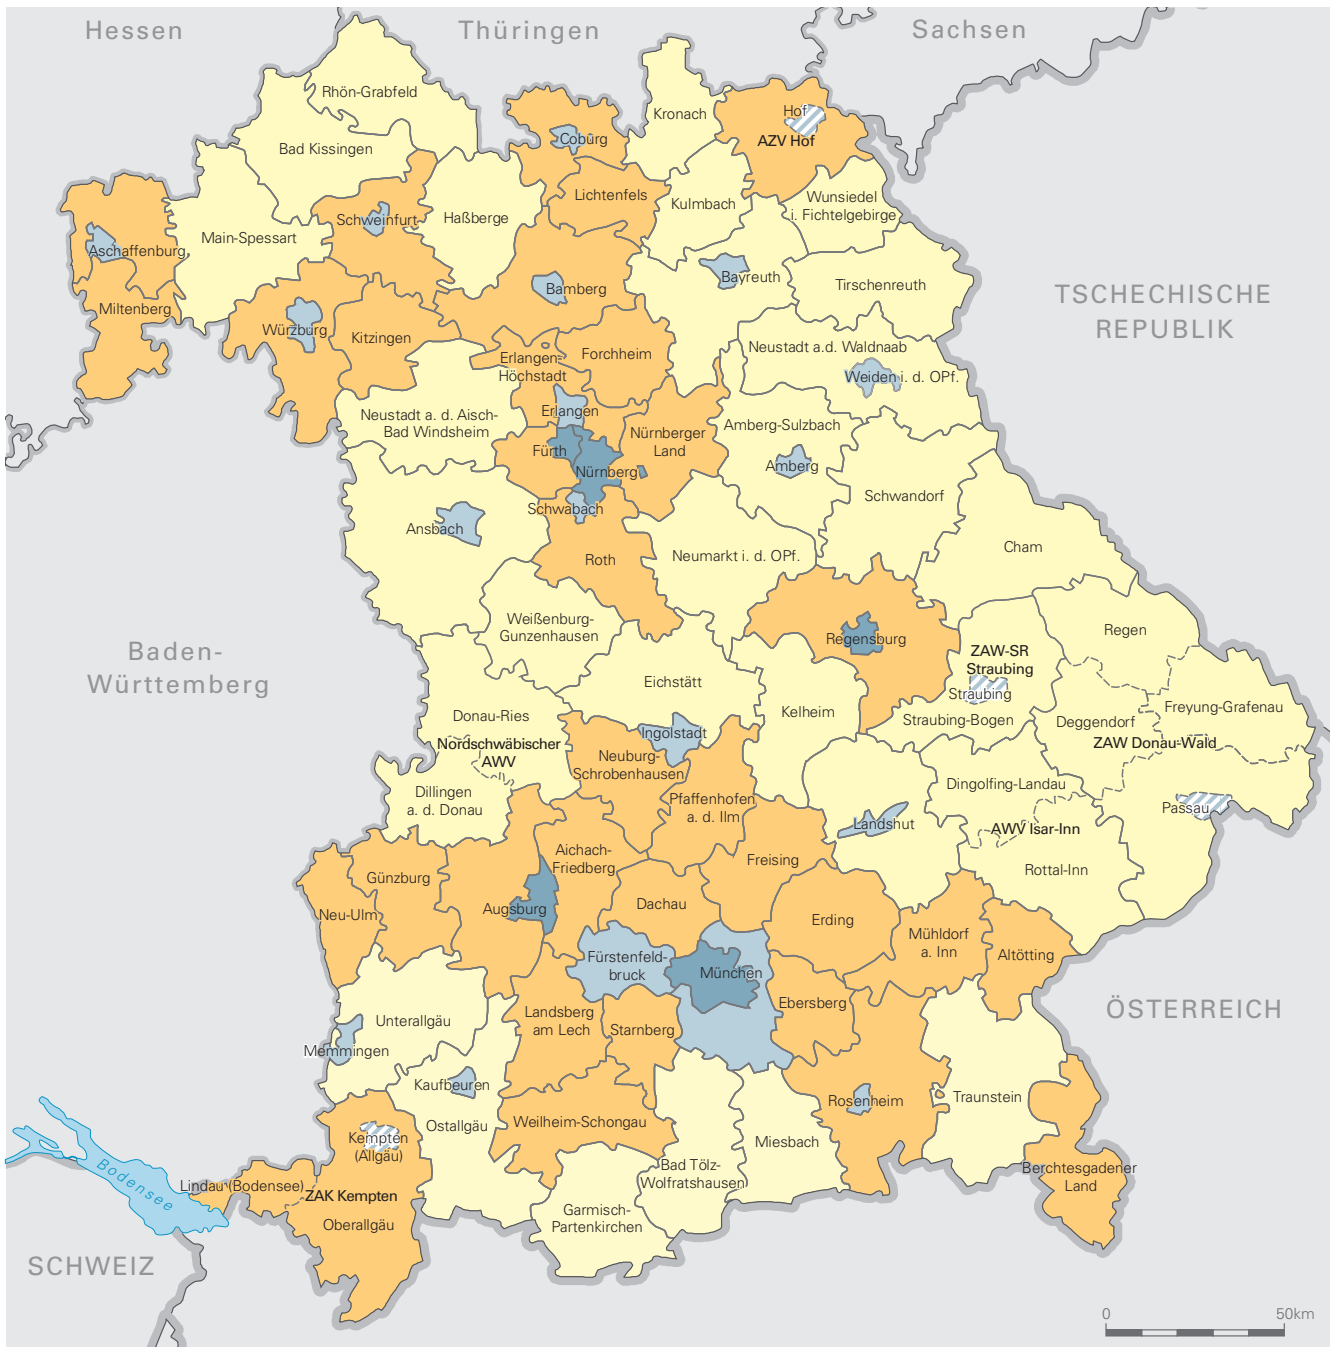 Hessen
Thüringen
Sachsen
Rhön-Grabfeld
Kronach
Hof
AZV Hof
Coburg
Bad Kissingen
Lichtenfels
Kulmbach
Wunsiedel
i. Fichtelgebirge
Schweinfurt
Haßberge
Main-Spessart
Aschaffenburg
Bayreuth
Tirschenreuth
Bamberg
TSCHECHISCHE
REPUBLIK
Miltenberg
Würzburg
Kitzingen
Neustadt a.d. Waldnaab
Forchheim
Erlangen-
Höchstadt
Weiden i. d. OPf.
Neustadt a. d. Aisch-
Bad Windsheim
Erlangen
Nürnberger
Land
Amberg-Sulzbach
Fürth
Nürnberg
Amberg
Schwandorf
Schwabach
Ansbach
Roth
Neumarkt i. d. OPf.
Cham
Weißenburg-
Gunzenhausen
Regensburg
Regen
Baden-
Württemberg
ZAW-SR
Straubing
Straubing
Eichstätt
Kelheim
Straubing-Bogen
Freyung-Grafenau
Deggendorf
ZAW Donau-Wald
Donau-Ries
Nordschwäbischer
AWV
Ingolstadt
Neuburg-
Schrobenhausen
Dingolfing-Landau
Dillingen
a. d. Donau
Pfaffenhofen
a. d. Ilm
Landshut
Passau
AWV Isar-Inn
Rottal-Inn
Aichach-
Friedberg
Freising
Günzburg
Neu-Ulm
Augsburg
Dachau
Erding
Mühldorf
a. Inn
Altötting
Fürstenfeld-
bruck
München
Ebersberg
Landsberg
am Lech
Starnberg
ÖSTERREICH
Unterallgäu
Memmingen
Kaufbeuren
Ostallgäu
Weilheim-Schongau
Rosenheim
Traunstein
Miesbach
Kempten
(Allgäu)
Bodensee
Bad Tölz-
Wolfratshausen
Berchtesgadener
Land
Lindau (Bodensee)
ZAK Kempten
Oberallgäu
Garmisch-
Partenkirchen
SCHWEIZ
0
50km